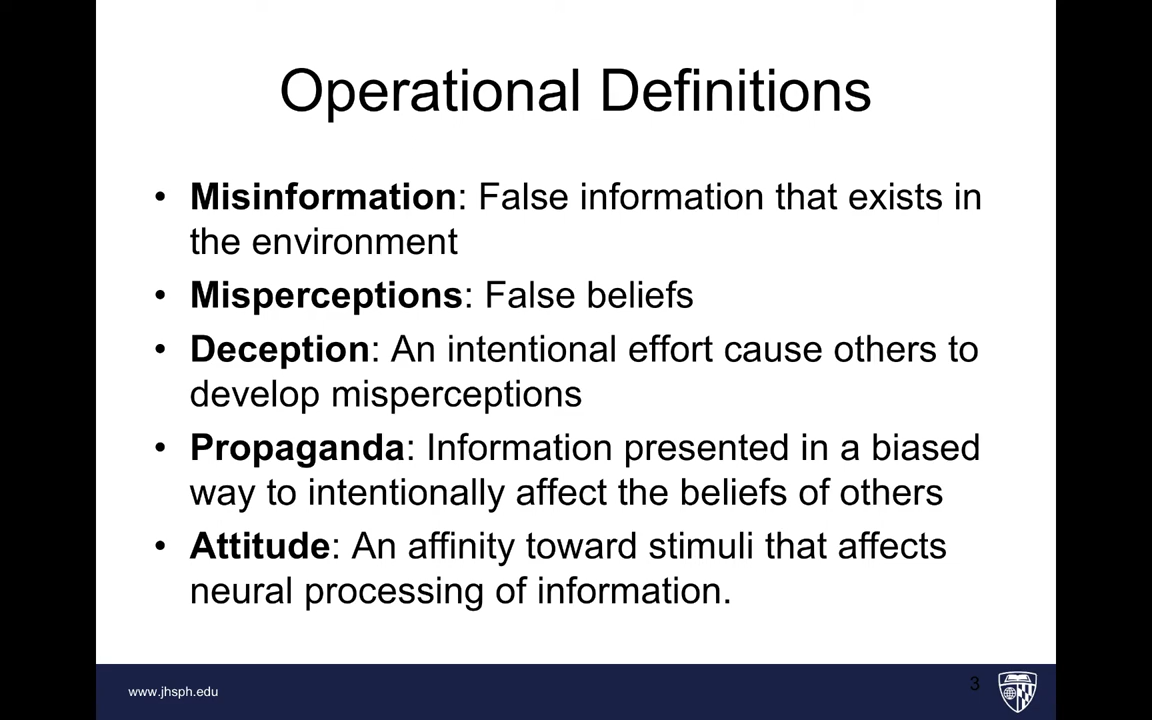 Operational Definitions
• Misinformation: False information that exists in
the environment
• Misperceptions: False beliefs
• Deception: An intentional effort cause others to
develop misperceptions
• Propaganda: Information presented in a biased
way to intentionally affect the beliefs of others
• Attitude: An affinity toward stimuli that affects
neural processing of information.
www.jhsph.edu
3